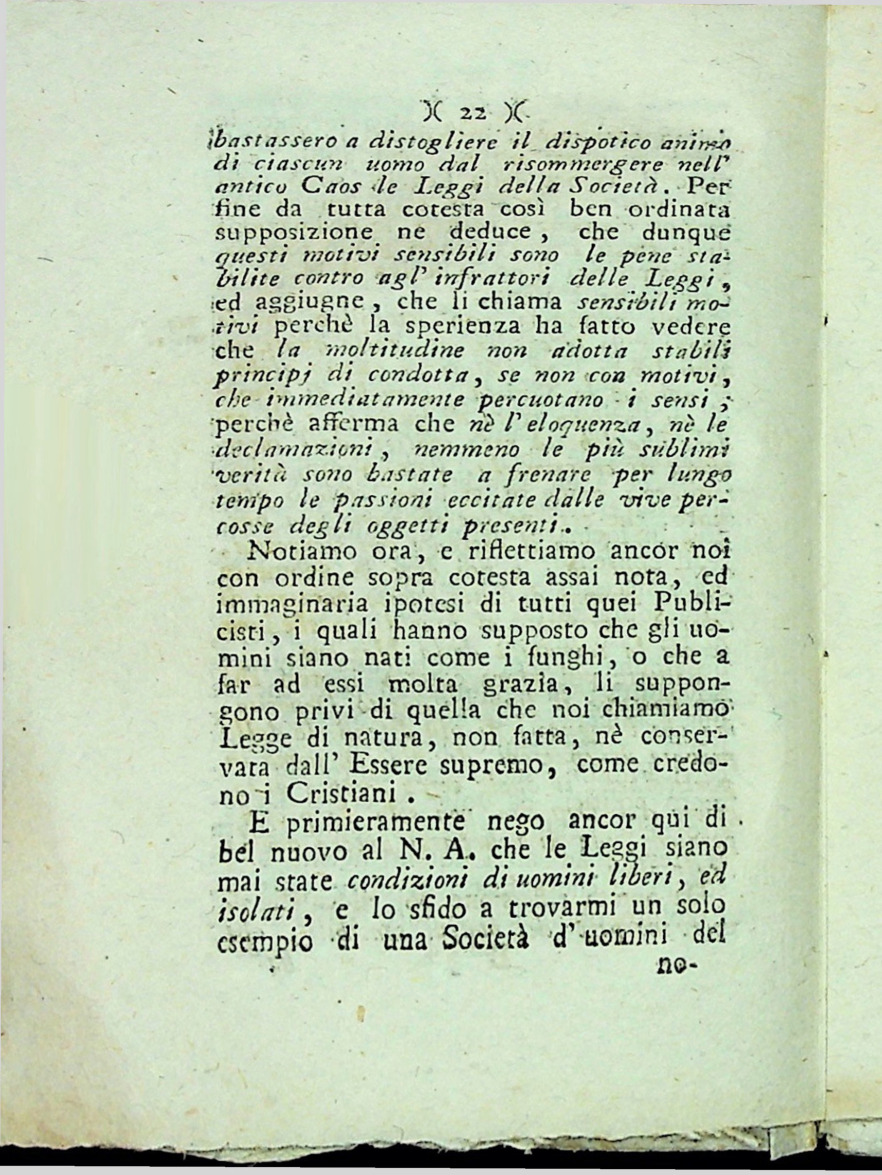 )( 22 )(
bastassero a distogliere il dispotico animo
di ciascun uomo dal risommergere nell'
antico Caos le Leggi della Società. Per
fine da tutta cotesta così ben ordinata
supposizione ne deduce, che dunque
questi motivi sensibili sono le pene sta-
bilite contro agl' infrattori delle Leggi,
ed aggiugne, che li chiama sensibili mo-
tivi perchè la sperienza ha fatto vedere
che la moltitudine non adotta stabili
principj di condotta, se non con motivi,
che immediatamente percuotano i sensi;
perchè afferma che nè l'eloquenza, nè le
declamazioni, nemmeno le più sublimi
verità sono bastate a frenare per lungo
tempo le passioni eccitate dalle vive per-
cosse degli oggetti presenti.
Notiamo ora, e riflettiamo ancor noi
con ordine sopra cotesta assai nota, ed
immaginaria ipotesi di tutti quei Publi-
cisti, i quali hanno supposto che gli uo-
mini siano nati come i funghi, o che a
far ad essi molta grazia, li suppon-
gono privi di quella che noi chiamiamo
Legge di natura, non fatta, nè conser-
vata dall' Essere supremo, come credo-
no i Cristiani.
E primieramente nego ancor qui di
bel nuovo al N. A. che le Leggi siano
mai state condizioni di uomini liberi, ed
isolati, e lo sfido a trovarmi un solo
esempio di una Società d' uomini del
no-